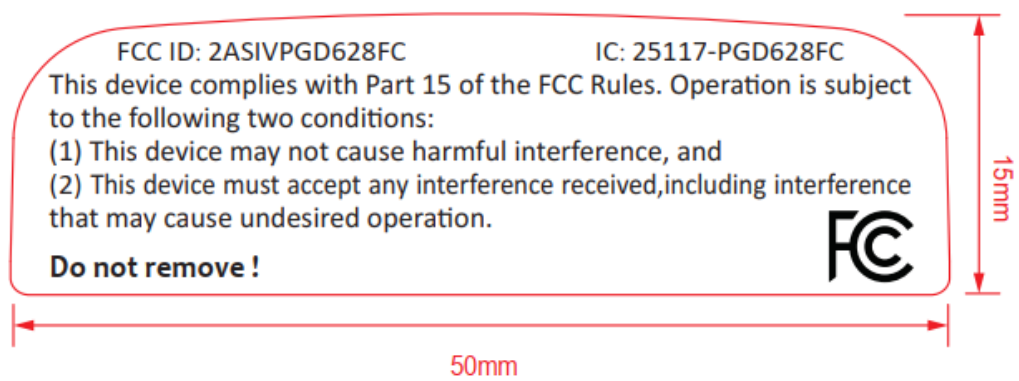 FCC ID: 2ASIVPGD628FC IC: 25117-PGD628FC
This device complies with Part 15 of the FCC Rules. Operation is subject
to the following two conditions:
(1) This device may not cause harmful interference, and
(2) This device must accept any interference received,including interference
that may cause undesired operation.
Do not remove !
FC
15mm
50mm